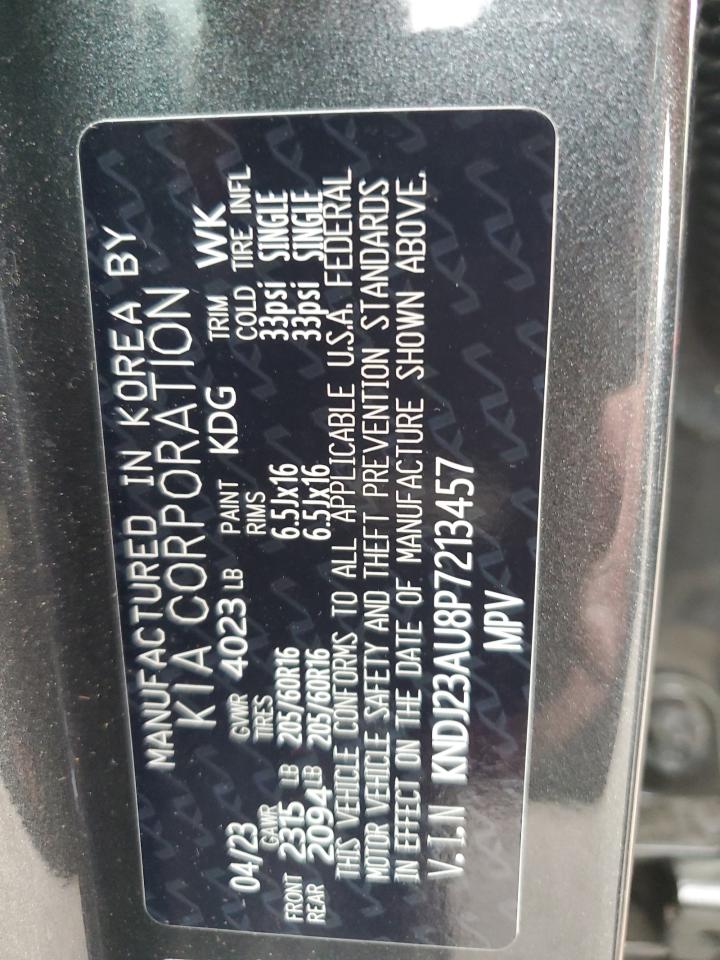 MANUFACTURED IN KOREA BY
KIA CORPORATION
04/23 GVWR 4023 LB PAINT KDG TRIM WK
GAWR TIRES RIMS COLD TIRE INFL
FRONT 2315 LB 205/60R16 6.5Jx16 33psi SINGLE
REAR 2094 LB 205/60R16 6.5Jx16 33psi SINGLE
THIS VEHICLE CONFORMS TO ALL APPLICABLE U.S.A. FEDERAL
MOTOR VEHICLE SAFETY AND THEFT PREVENTION STANDARDS
IN EFFECT ON THE DATE OF MANUFACTURE SHOWN ABOVE.
V.I.N KNDJ23AU8P7213457
MPV